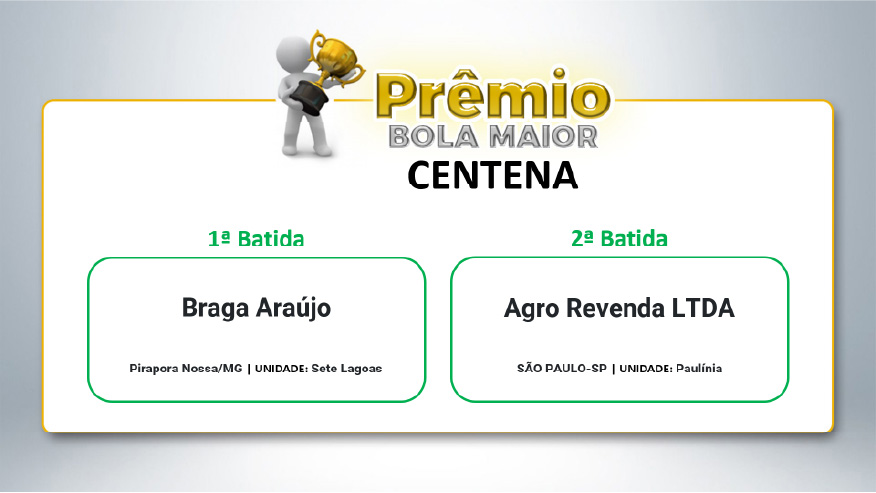 Prêmio
BOLA MAIOR
CENTENA
1ª Batida
2ª Batida
Braga Araújo
Agro Revenda LTDA
Pirapora Nossa/MG | UNIDADE: Sete Lagoas
SÃO PAULO-SP | UNIDADE: Paulínia